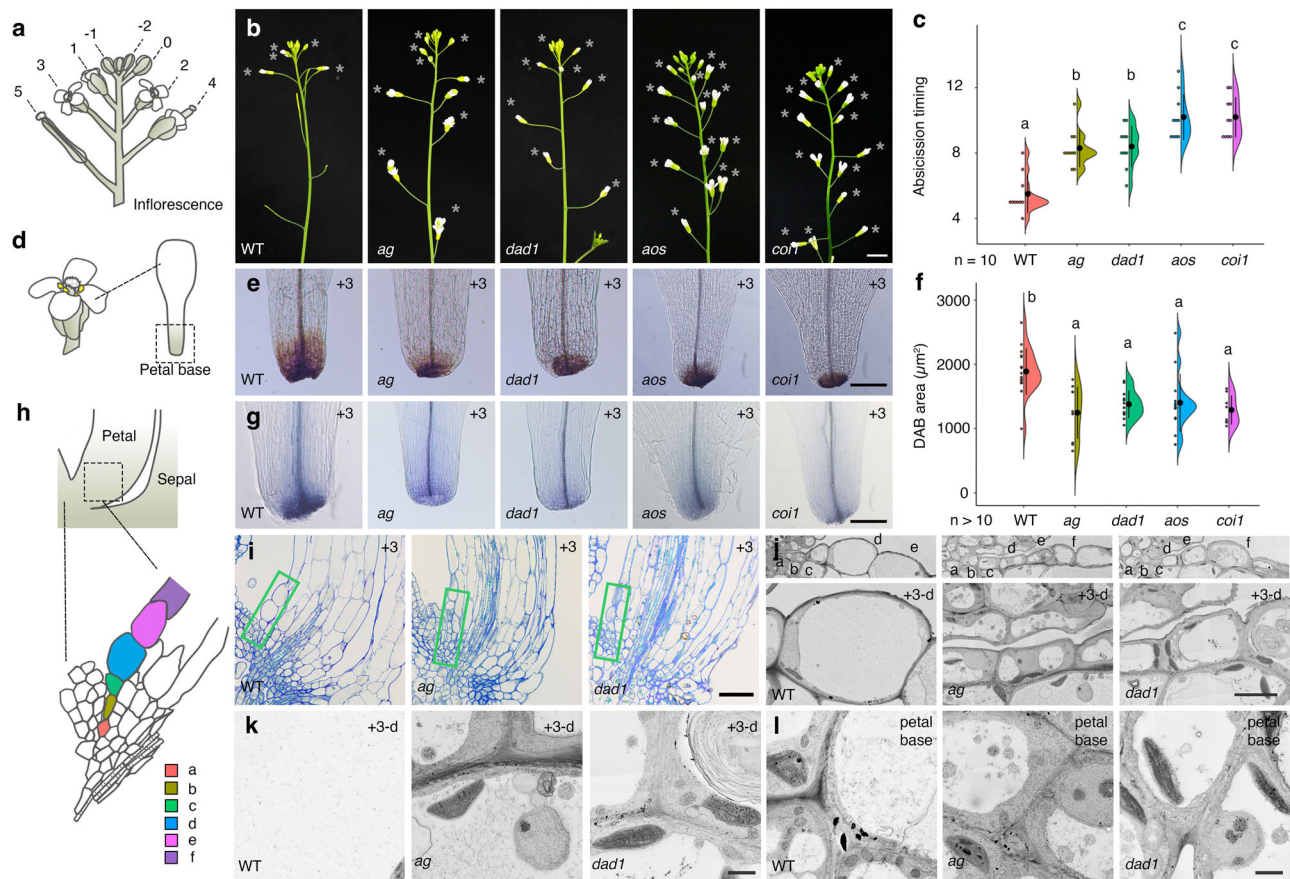 a
5
3
1
-1
-2
0
2
4
Inflorescence
b
WT
ag
dad1
aos
coi1
c
Absicission timing
12
8
4
a
b
b
c
c
n = 10
WT
ag
dad1
aos
coi1
d
Petal base
e
+3
+3
+3
+3
+3
WT
ag
dad1
aos
coi1
f
DAB area (µm²)
3000
2000
1000
0
b
a
a
a
a
n > 10
WT
ag
dad1
aos
coi1
g
+3
+3
+3
+3
+3
WT
ag
dad1
aos
coi1
h
Petal
Sepal
a
b
c
d
e
f
i
+3
+3
+3
WT
ag
dad1
j
a
b
c
d
e
a
b
c
d
e
f
a
b
c
d
e
f
+3-d
+3-d
+3-d
WT
ag
dad1
k
+3-d
+3-d
+3-d
WT
ag
dad1
l
petal
base
petal
base
petal
base
WT
ag
dad1